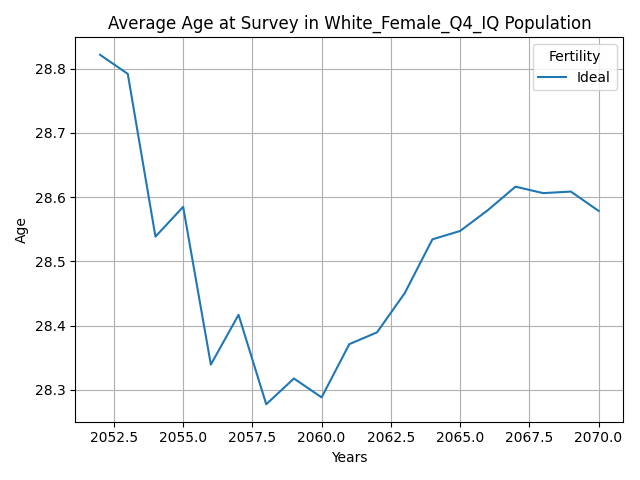 Average Age at Survey in White_Female_Q4_IQ Population
Fertility
Ideal
28.8
28.7
28.6
28.5
28.4
28.3
Age
2052.5 2055.0 2057.5 2060.0 2062.5 2065.0 2067.5 2070.0
Years